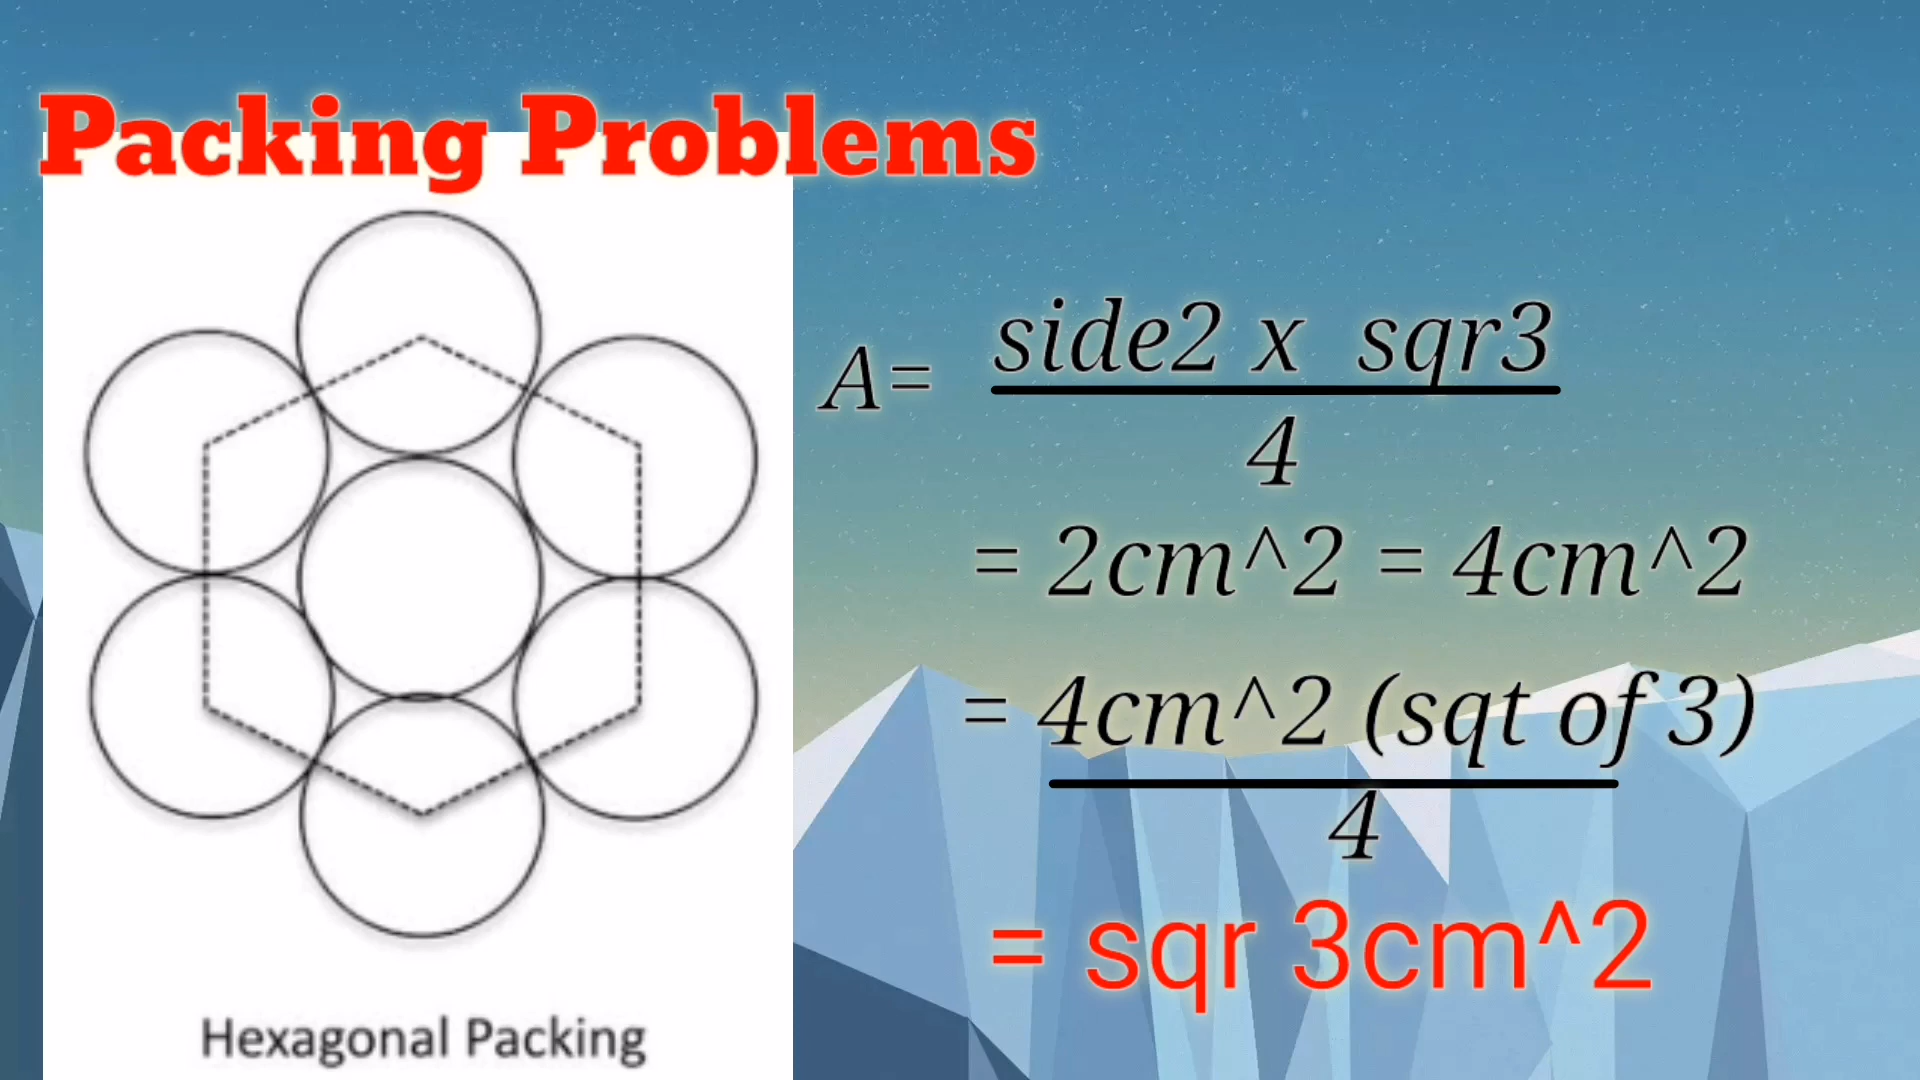 Packing Problems
A= side2 x sqr3
4
= 2cm^2 = 4cm^2
= 4cm^2 (sqt of 3)
4
= sqr 3cm^2
Hexagonal Packing